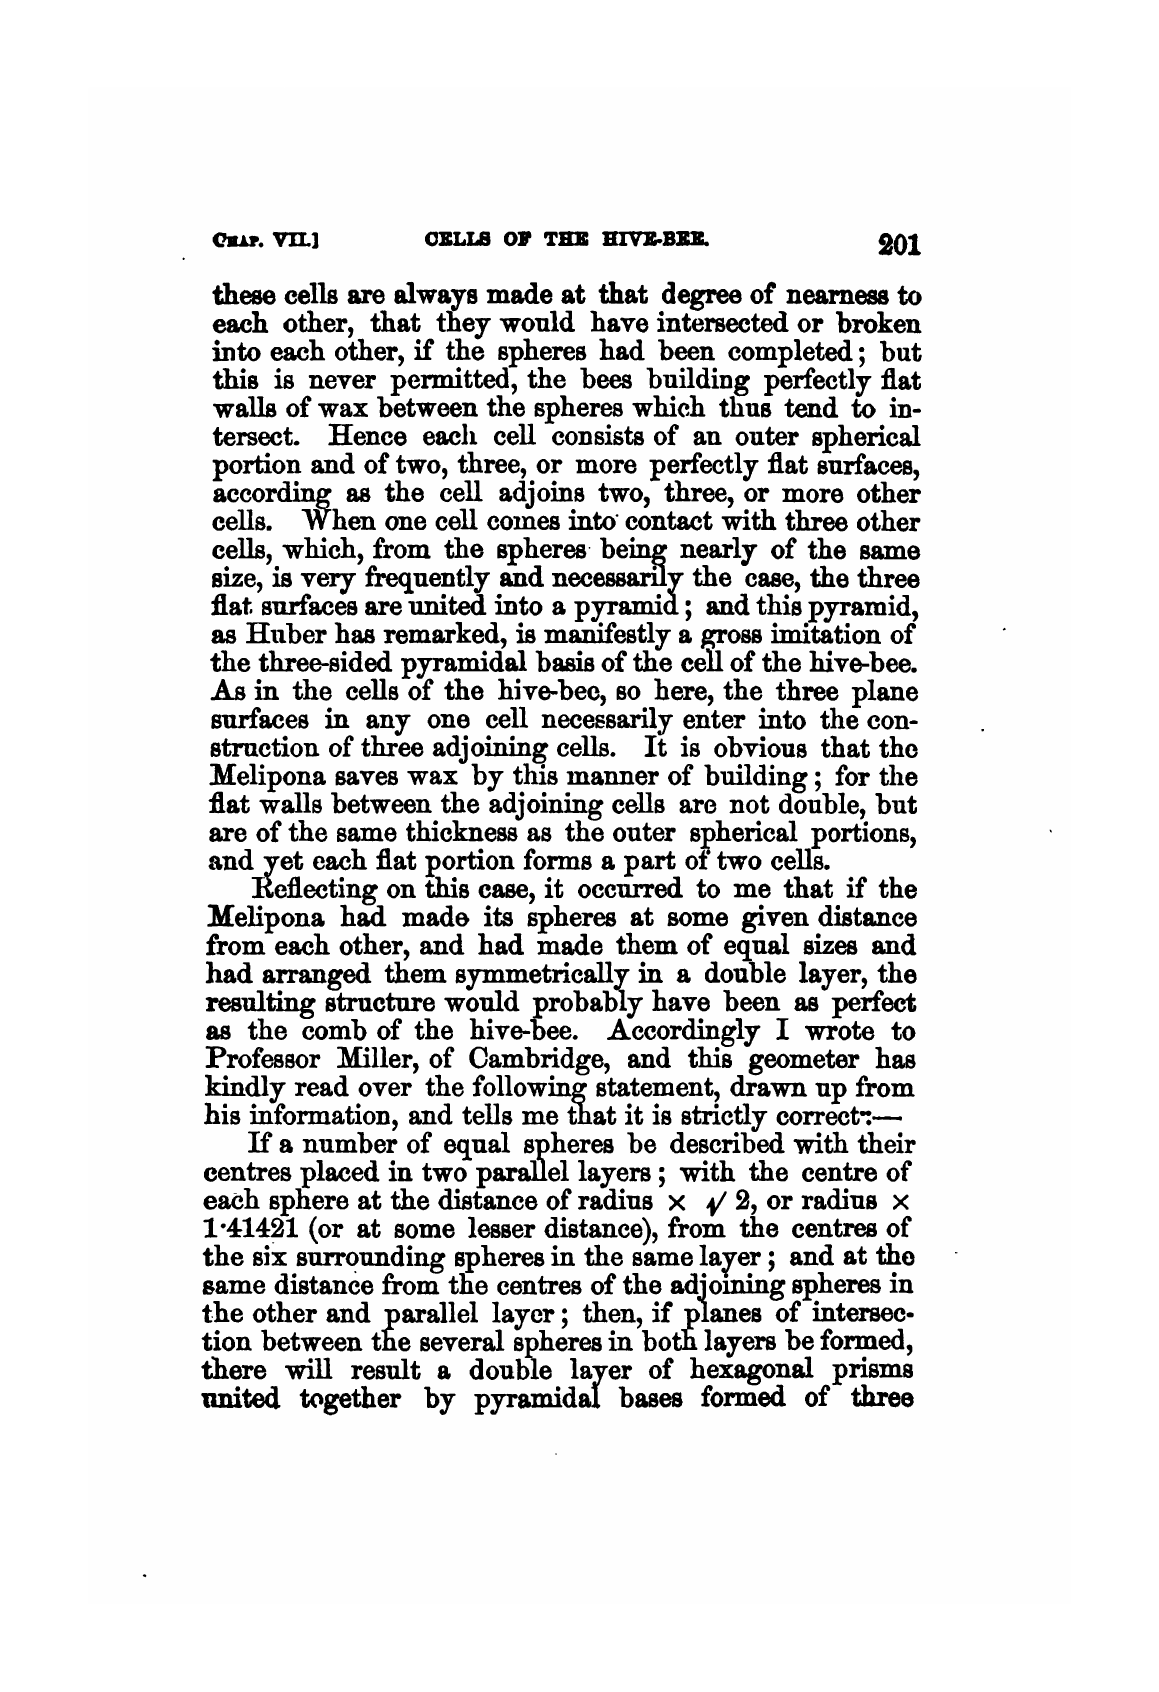 CHAP. VII.] CELLS OF THE HIVE-BEE. 201
these cells are always made at that degree of nearness to
each other, that they would have intersected or broken
into each other, if the spheres had been completed; but
this is never permitted, the bees building perfectly flat
walls of wax between the spheres which thus tend to in-
tersect. Hence each cell consists of an outer spherical
portion and of two, three, or more perfectly flat surfaces,
according as the cell adjoins two, three, or more other
cells. When one cell comes into contact with three other
cells, which, from the spheres being nearly of the same
size, is very frequently and necessarily the case, the three
flat surfaces are united into a pyramid; and this pyramid,
as Huber has remarked, is manifestly a gross imitation of
the three-sided pyramidal basis of the cell of the hive-bee.
As in the cells of the hive-bee, so here, the three plane
surfaces in any one cell necessarily enter into the con-
struction of three adjoining cells. It is obvious that the
Melipona saves wax by this manner of building; for the
flat walls between the adjoining cells are not double, but
are of the same thickness as the outer spherical portions,
and yet each flat portion forms a part of two cells.
Reflecting on this case, it occurred to me that if the
Melipona had made its spheres at some given distance
from each other, and had made them of equal sizes and
had arranged them symmetrically in a double layer, the
resulting structure would probably have been as perfect
as the comb of the hive-bee. Accordingly I wrote to
Professor Miller, of Cambridge, and this geometer has
kindly read over the following statement, drawn up from
his information, and tells me that it is strictly correct:—
If a number of equal spheres be described with their
centres placed in two parallel layers; with the centre of
each sphere at the distance of radius × √ 2, or radius ×
1·41421 (or at some lesser distance), from the centres of
the six surrounding spheres in the same layer; and at the
same distance from the centres of the adjoining spheres in
the other and parallel layer; then, if planes of intersec-
tion between the several spheres in both layers be formed,
there will result a double layer of hexagonal prisms
united together by pyramidal bases formed of three